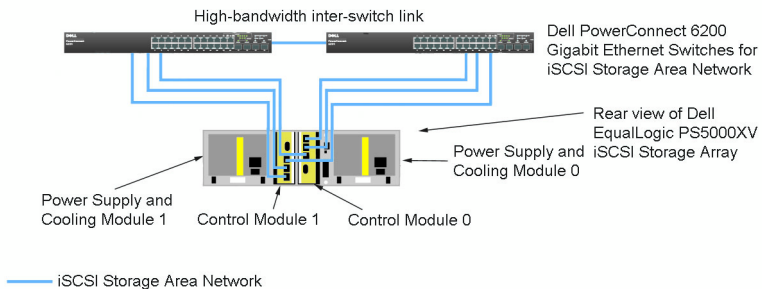 High-bandwidth inter-switch link
DELL
DELL
Dell PowerConnect 6200
Gigabit Ethernet Switches for
iSCSI Storage Area Network
Rear view of Dell
EqualLogic PS5000XV
iSCSI Storage Array
Power Supply and
Cooling Module 0
Power Supply and
Cooling Module 1
Control Module 1
Control Module 0
iSCSI Storage Area Network